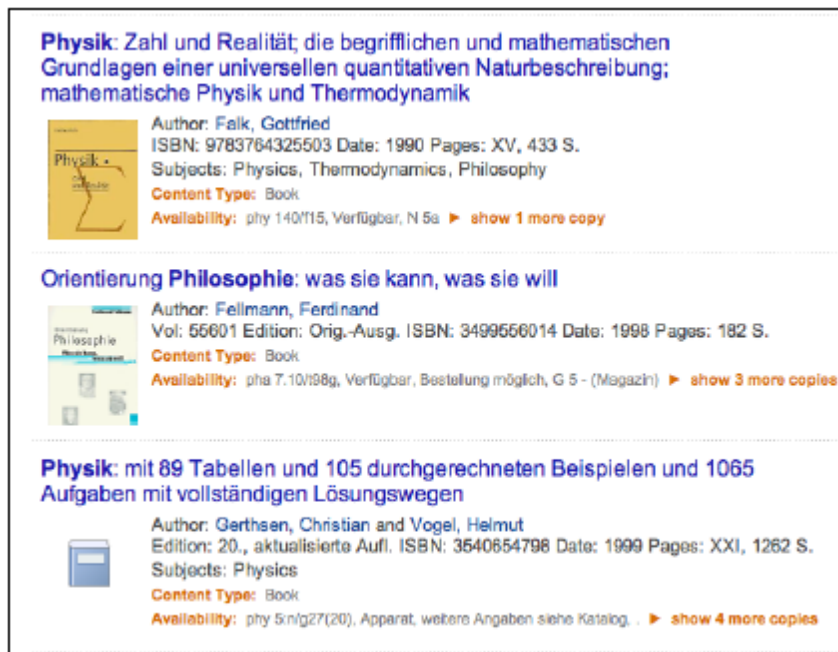 Physik: Zahl und Realität; die begrifflichen und mathematischen
Grundlagen einer universellen quantitativen Naturbeschreibung;
mathematische Physik und Thermodynamik
Physik
Author: Falk, Gottfried
ISBN: 9783764325503 Date: 1990 Pages: XV, 433 S.
Subjects: Physics, Thermodynamics, Philosophy
Content Type: Book
Availability: phy 140/f15, Verfügbar, N 5a ► show 1 more copy
Orientierung Philosophie: was sie kann, was sie will
Philosophie
Author: Fellmann, Ferdinand
Vol: 55601 Edition: Orig.-Ausg. ISBN: 3499556014 Date: 1998 Pages: 182 S.
Content Type: Book
Availability: pha 7.10/t98g, Verfügbar, Bestellung möglich, G 5 - (Magazin) ► show 3 more copies
Physik: mit 89 Tabellen und 105 durchgerechneten Beispielen und 1065
Aufgaben mit vollständigen Lösungswegen
Author: Gerthsen, Christian and Vogel, Helmut
Edition: 20., aktualisierte Aufl. ISBN: 3540654798 Date: 1999 Pages: XXI, 1262 S.
Subjects: Physics
Content Type: Book
Availability: phy 5:n/g27(20), Apparat, weitere Angaben siehe Katalog, . ► show 4 more copies